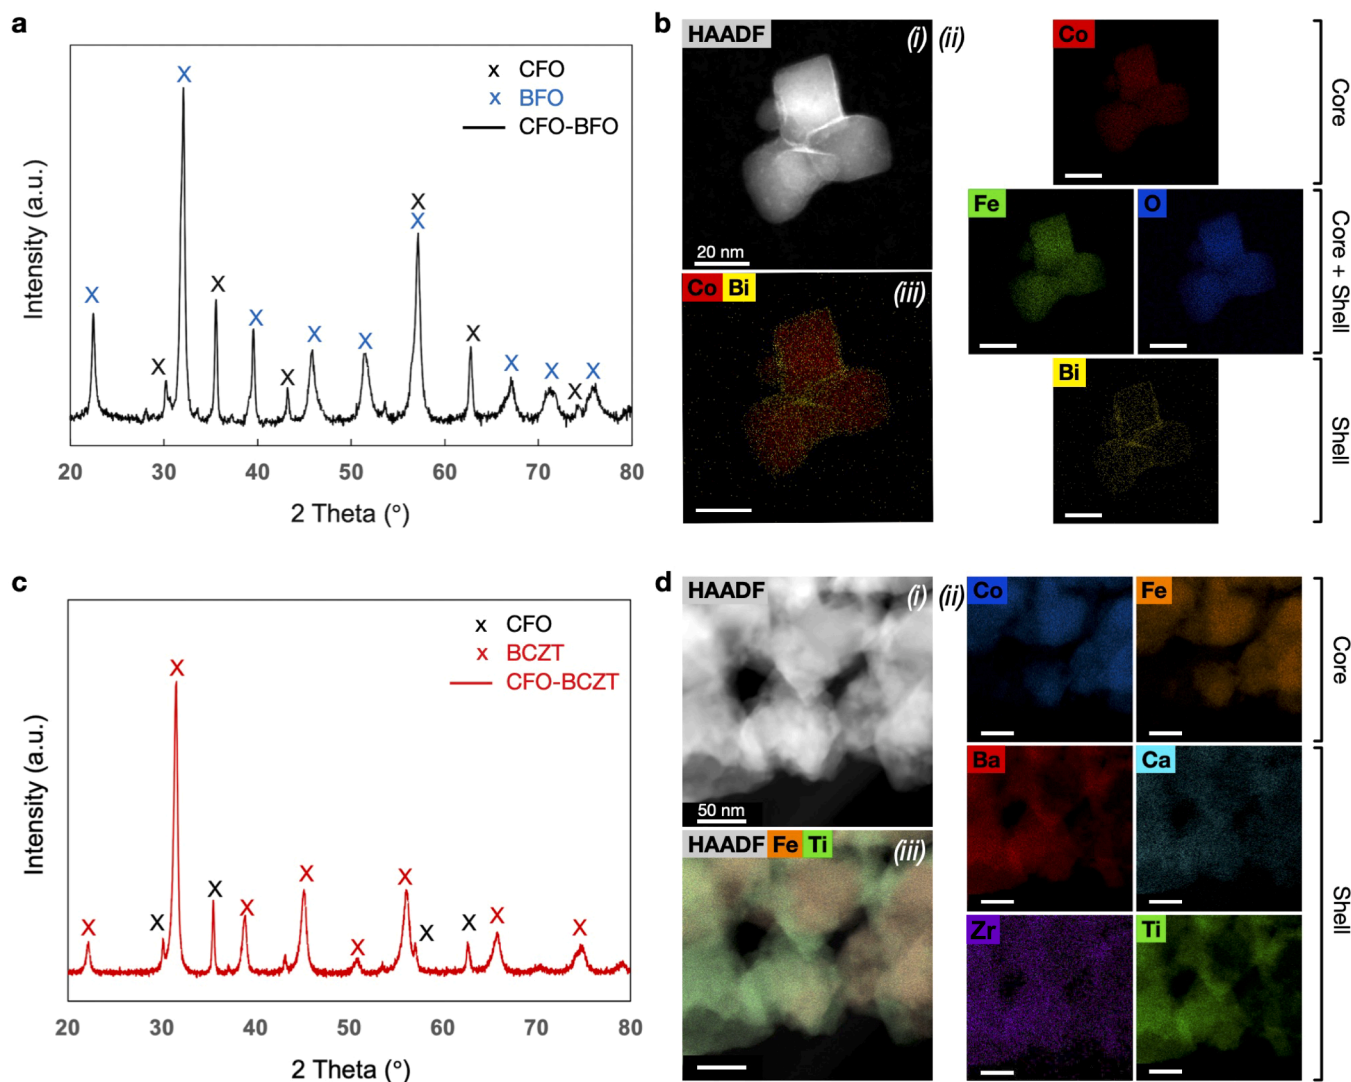 a
Intensity (a.u.)
x CFO
x BFO
CFO-BFO
X X X X X X X X X X X X X X X
20 30 40 50 60 70 80
2 Theta (°)
b
HAADF (i)
20 nm
Co Bi (iii)
(ii)
Co
Core
Fe
O
Core + Shell
Bi
Shell
c
Intensity (a.u.)
x CFO
x BCZT
CFO-BCZT
X X X X X X X X X X X X X
20 30 40 50 60 70 80
2 Theta (°)
d
HAADF (i)
50 nm
HAADF Fe Ti (iii)
(ii)
Co
Fe
Core
Ba
Ca
Zr
Ti
Shell